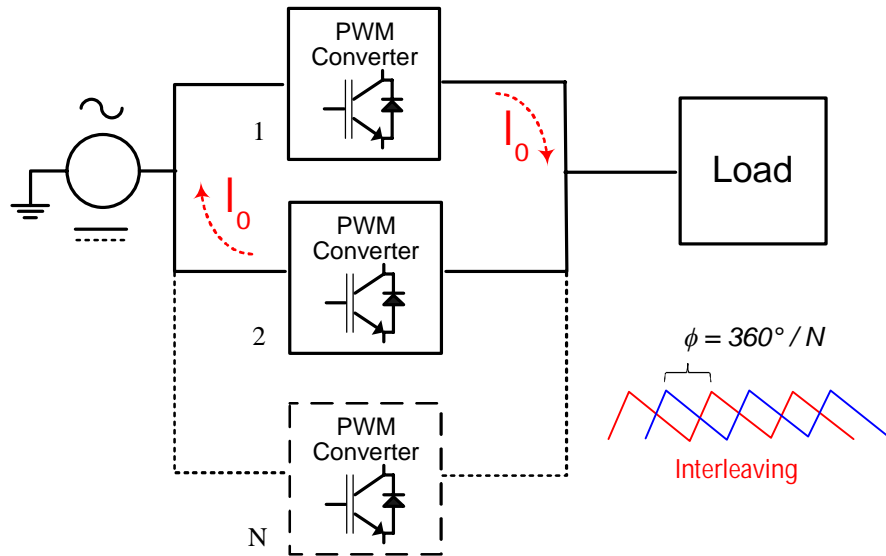 PWM
Converter
1
I0
I0
Load
PWM
Converter
2
ϕ = 360° / N
PWM
Converter
N
Interleaving